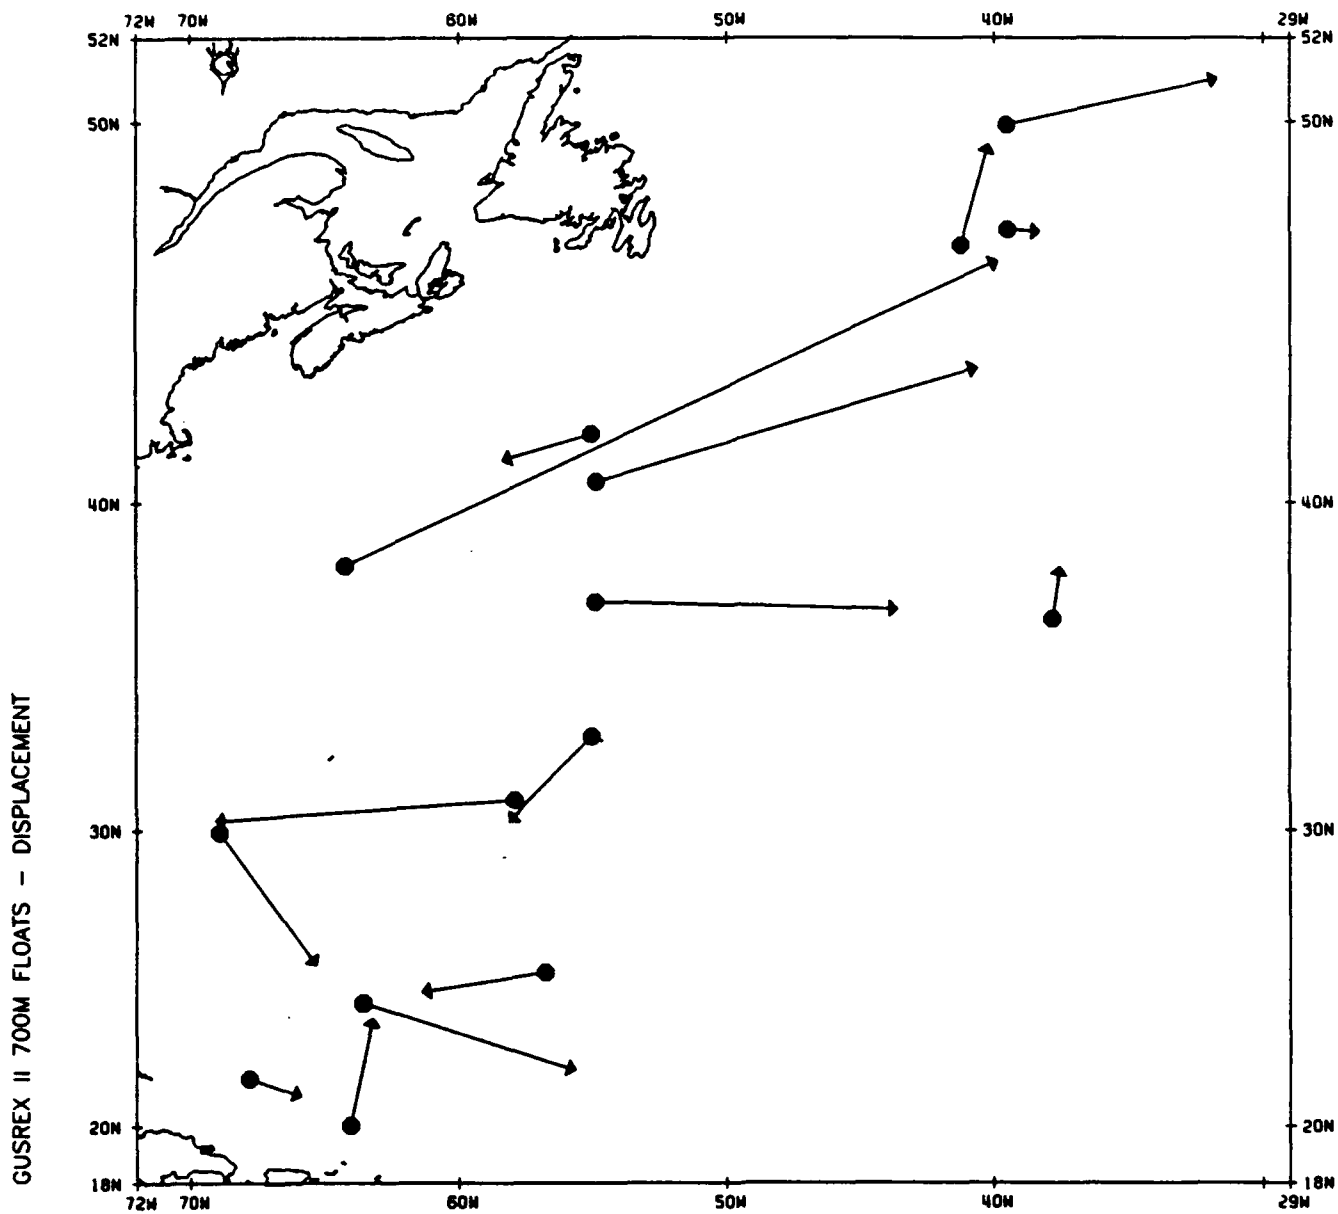 72W 70W 60W 50W 40W 29W
52N 52N
50N 50N
40N 40N
30N 30N
20N 20N
18N 18N
72W 70W 60W 50W 40W 29W
GUSREX II 700M FLOATS - DISPLACEMENT